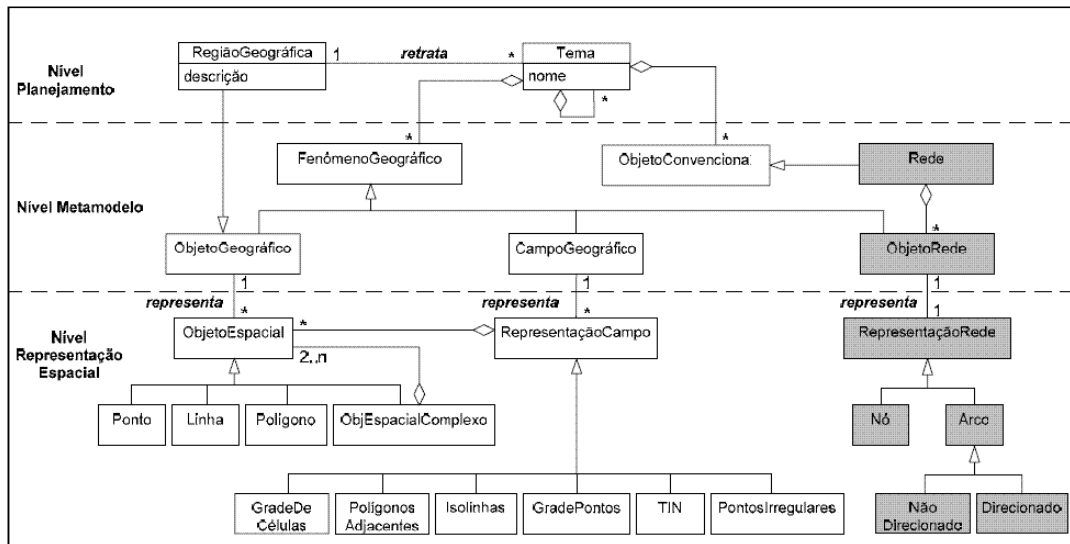 RegiãoGeográfica
1
retrata
*
Tema
descrição
nome
*
Nível
Planejamento
*
*
FenômenoGeográfico
ObjetoConvencional
Rede
Nível Metamodelo
*
ObjetoGeográfico
CampoGeográfico
ObjetoRede
1
1
1
representa
representa
representa
*
*
1
Nível
Representação
Espacial
ObjetoEspacial
*
RepresentaçãoCampo
RepresentaçãoRede
2..n
Ponto
Linha
Polígono
ObjEspacialComplexo
Nó
Arco
GradeDe
Células
Polígonos
Adjacentes
Isolinhas
GradePontos
TIN
PontosIrregulares
Não
Direcionado
Direcionado